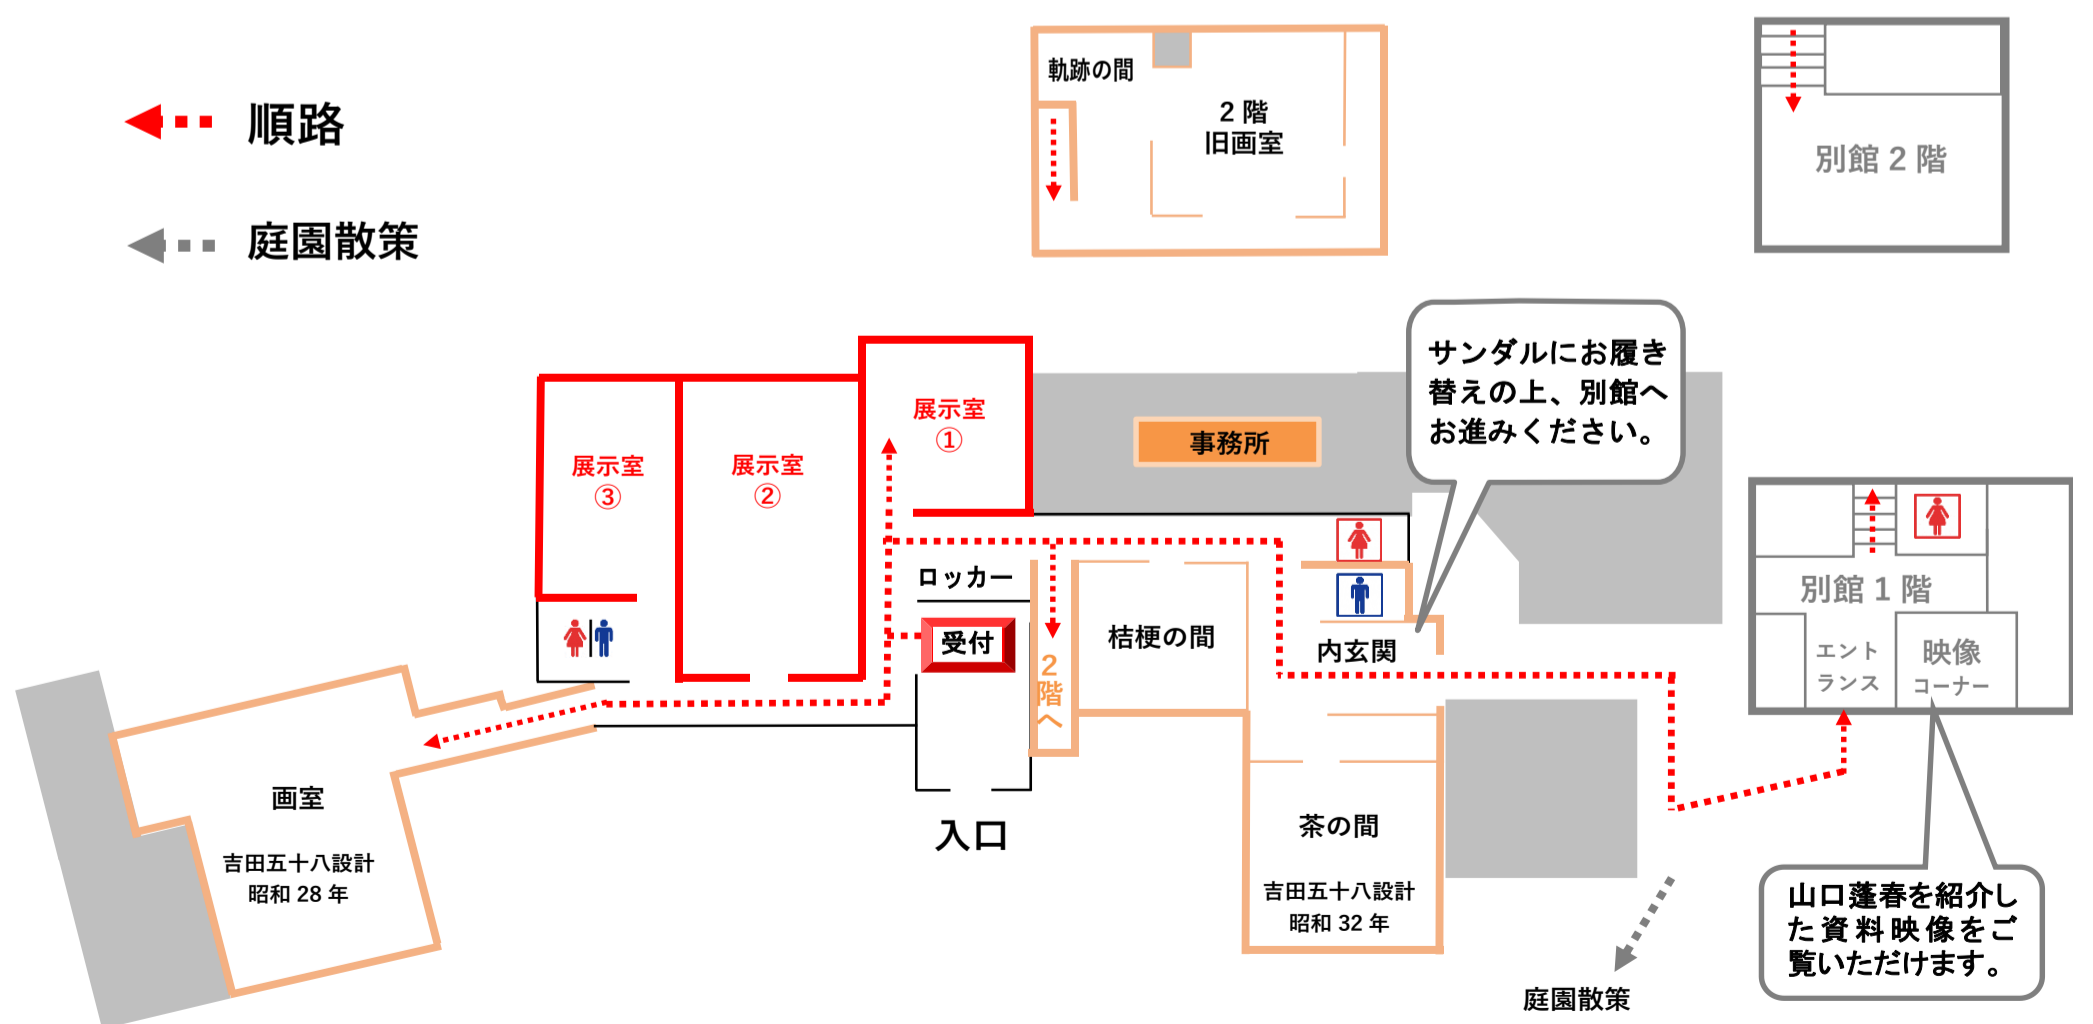 順路
庭園散策
軌跡の間
2階
旧画室
別館2階
サンダルにお履き
替えの上、別館へ
お進みください。
展示室
①
展示室
②
展示室
③
事務所
ロッカー
受付
2階へ
桔梗の間
内玄関
別館1階
エント
ランス
映像
コーナー
画室
吉田五十八設計
昭和28年
入口
茶の間
吉田五十八設計
昭和32年
山口蓬春を紹介し
た資料映像をご
覧いただけます。
庭園散策